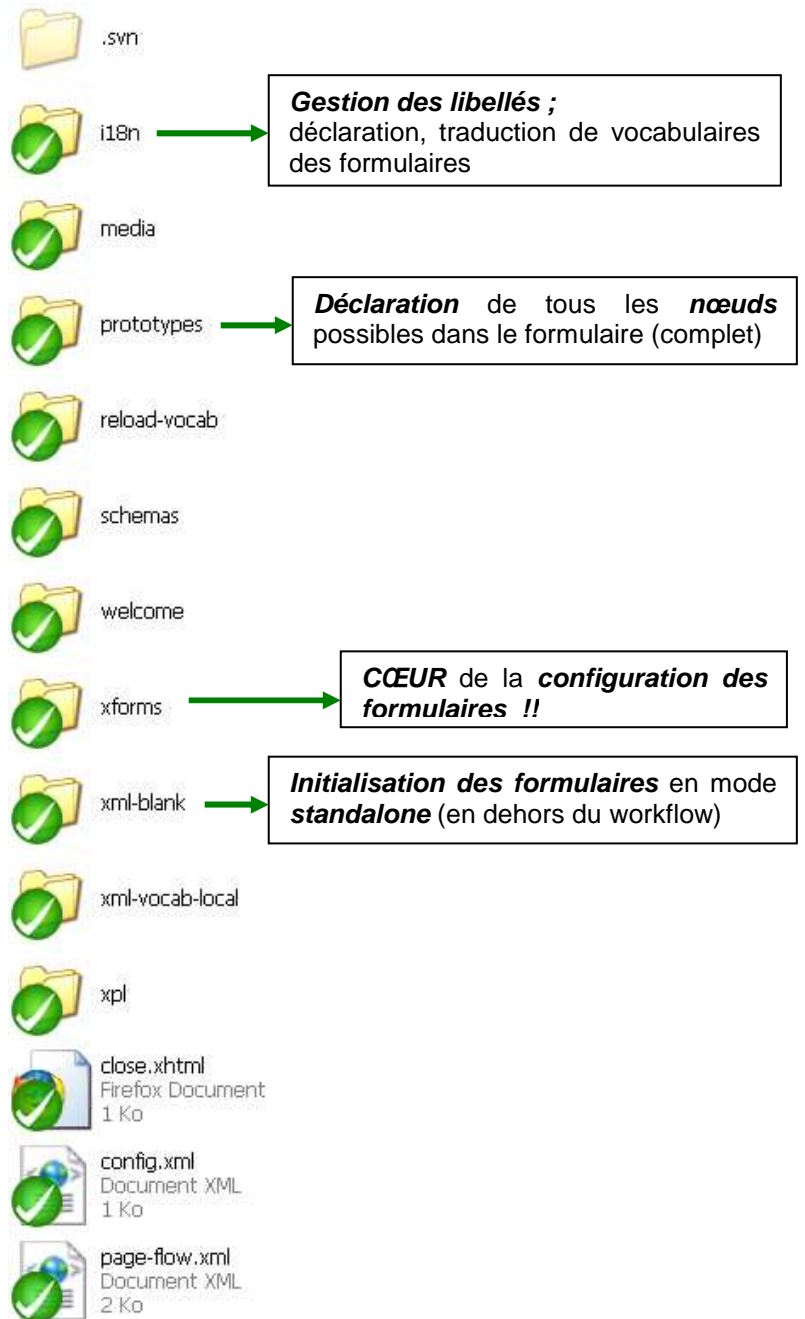 .svn
i18n
Gestion des libellés ;
déclaration, traduction de vocabulaires
des formulaires
media
prototypes
Déclaration de tous les nœuds
possibles dans le formulaire (complet)
reload-vocab
schemas
welcome
xforms
CŒUR de la configuration des
formulaires !!
xml-blank
Initialisation des formulaires en mode
standalone (en dehors du workflow)
xml-vocab-local
xpl
close.xhtml
Firefox Document
1 Ko
config.xml
Document XML
1 Ko
page-flow.xml
Document XML
2 Ko